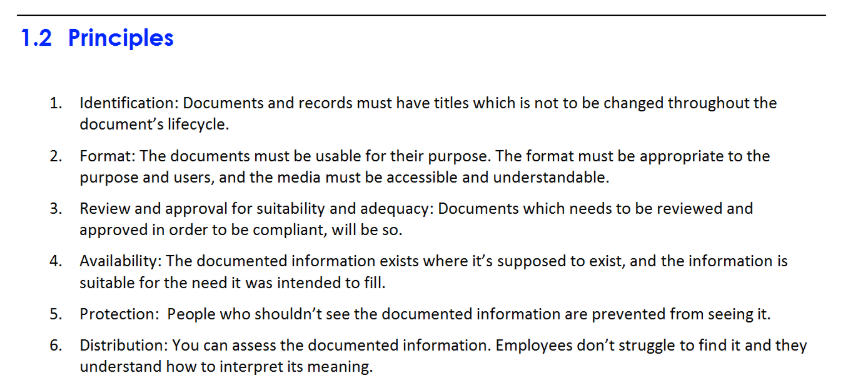 1.2 Principles
1. Identification: Documents and records must have titles which is not to be changed throughout the
document's lifecycle.
2. Format: The documents must be usable for their purpose. The format must be appropriate to the
purpose and users, and the media must be accessible and understandable.
3. Review and approval for suitability and adequacy: Documents which needs to be reviewed and
approved in order to be compliant, will be so.
4. Availability: The documented information exists where it's supposed to exist, and the information is
suitable for the need it was intended to fill.
5. Protection:  People who shouldn't see the documented information are prevented from seeing it.
6. Distribution: You can assess the documented information. Employees don't struggle to find it and they
understand how to interpret its meaning.